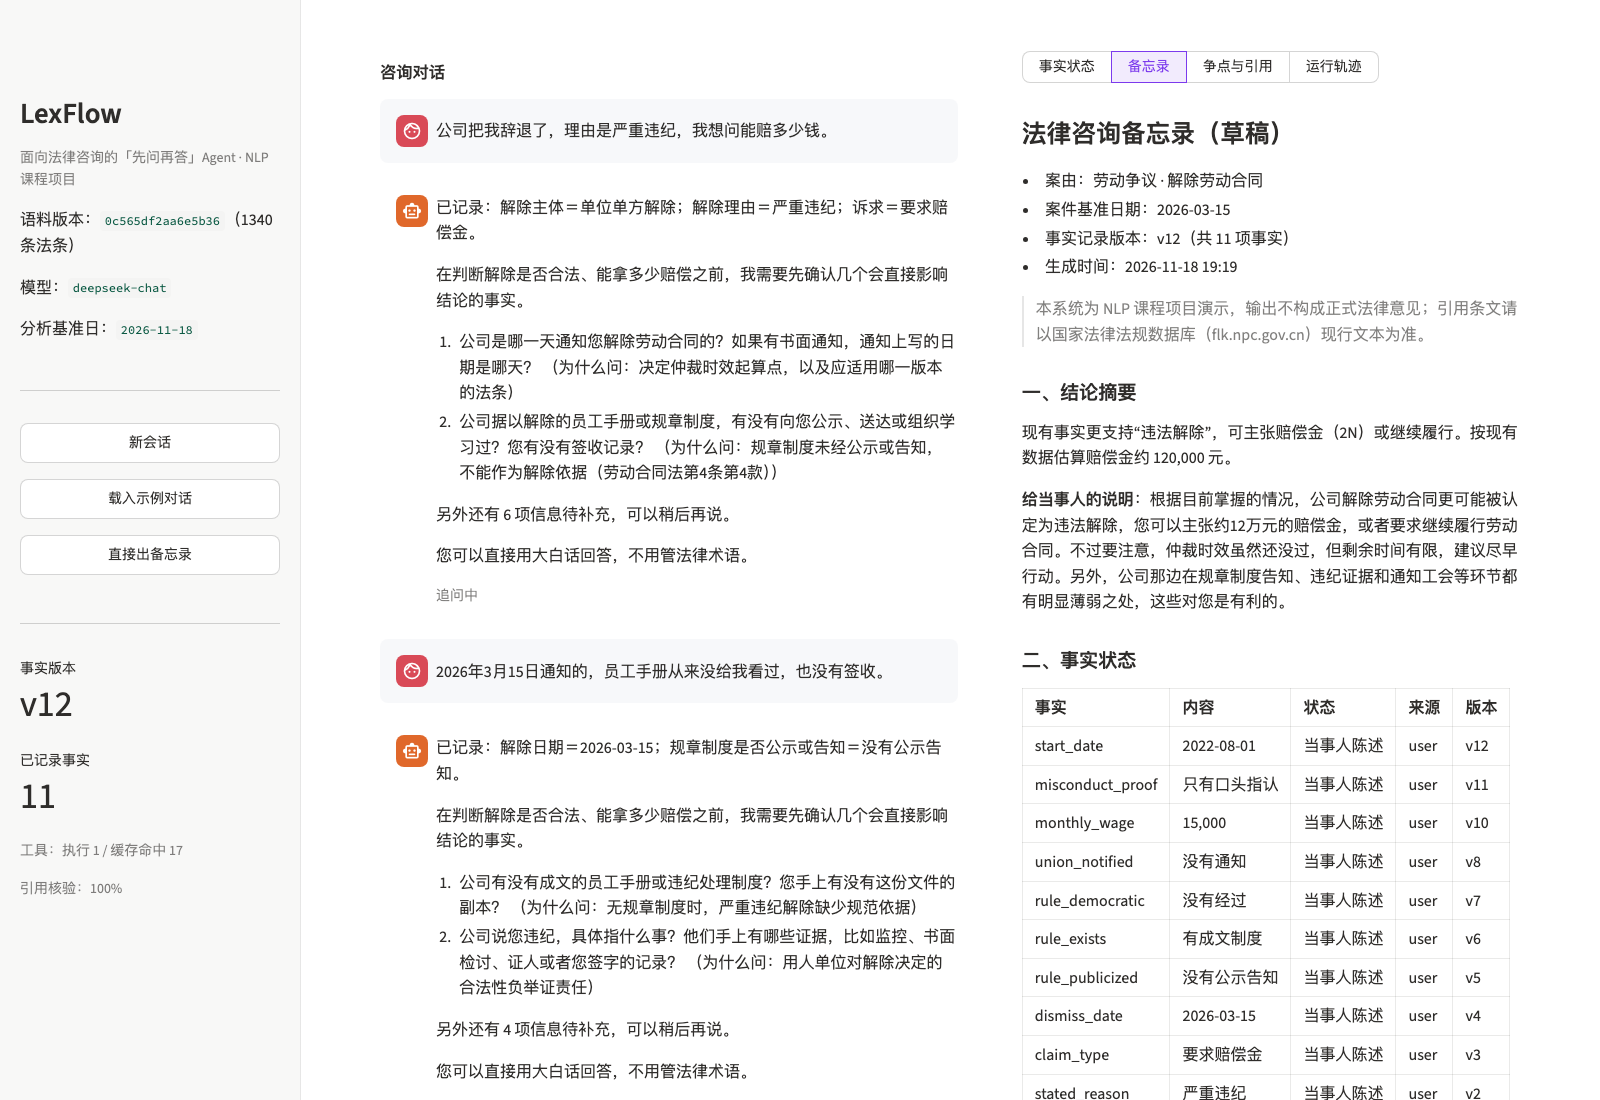 LexFlow
面向法律咨询的「先问再答」Agent · NLP
课程项目
语料版本： 0c565df2aa6e5b36 （1340
条法条）
模型： deepseek-chat
分析基准日： 2026-11-18
新会话
载入示例对话
直接出备忘录
事实版本
v12
已记录事实
11
工具：执行 1 / 缓存命中 17
引用核验：100%
咨询对话
公司把我辞退了，理由是严重违纪，我想问能赔多少钱。
已记录：解除主体＝单位单方解除；解除理由＝严重违纪；诉求＝要求赔
偿金。
在判断解除是否合法、能拿多少赔偿之前，我需要先确认几个会直接影响
结论的事实。
1. 公司是哪一天通知您解除劳动合同的？如果有书面通知，通知上写的日
期是哪天？ （为什么问：决定仲裁时效起算点，以及应适用哪一版本
的法条）
2. 公司据以解除的员工手册或规章制度，有没有向您公示、送达或组织学
习过？您有没有签收记录？ （为什么问：规章制度未经公示或告知，
不能作为解除依据（劳动合同法第4条第4款））
另外还有 6 项信息待补充，可以稍后再说。
您可以直接用大白话回答，不用管法律术语。
追问中
2026年3月15日通知的，员工手册从来没给我看过，也没有签收。
已记录：解除日期＝2026-03-15；规章制度是否公示或告知＝没有公示告
知。
在判断解除是否合法、能拿多少赔偿之前，我需要先确认几个会直接影响
结论的事实。
1. 公司有没有成文的员工手册或违纪处理制度？您手上有没有这份文件的
副本？ （为什么问：无规章制度时，严重违纪解除缺少规范依据）
2. 公司说您违纪，具体指什么事？他们手上有哪些证据，比如监控、书面
检讨、证人或者您签字的记录？ （为什么问：用人单位对解除决定的
合法性负举证责任）
另外还有 4 项信息待补充，可以稍后再说。
您可以直接用大白话回答，不用管法律术语。
事实状态 备忘录 争点与引用 运行轨迹
法律咨询备忘录（草稿）
• 案由：劳动争议 · 解除劳动合同
• 案件基准日期：2026-03-15
• 事实记录版本：v12（共 11 项事实）
• 生成时间：2026-11-18 19:19
本系统为 NLP 课程项目演示，输出不构成正式法律意见；引用条文请
以国家法律法规数据库（flk.npc.gov.cn）现行文本为准。
一、结论摘要
现有事实更支持“违法解除”，可主张赔偿金（2N）或继续履行。按现有
数据估算赔偿金约 120,000 元。
给当事人的说明：根据目前掌握的情况，公司解除劳动合同更可能被认
定为违法解除，您可以主张约12万元的赔偿金，或者要求继续履行劳动
合同。不过要注意，仲裁时效虽然还没过，但剩余时间有限，建议尽早
行动。另外，公司那边在规章制度告知、违纪证据和通知工会等环节都
有明显薄弱之处，这些对您是有利的。
二、事实状态
事实 内容 状态 来源 版本
start_date 2022-08-01 当事人陈述 user v12
misconduct_proof 只有口头指认 当事人陈述 user v11
monthly_wage 15,000 当事人陈述 user v10
union_notified 没有通知 当事人陈述 user v8
rule_democratic 没有经过 当事人陈述 user v7
rule_exists 有成文制度 当事人陈述 user v6
rule_publicized 没有公示告知 当事人陈述 user v5
dismiss_date 2026-03-15 当事人陈述 user v4
claim_type 要求赔偿金 当事人陈述 user v3
stated_reason 严重违纪 当事人陈述 user v2